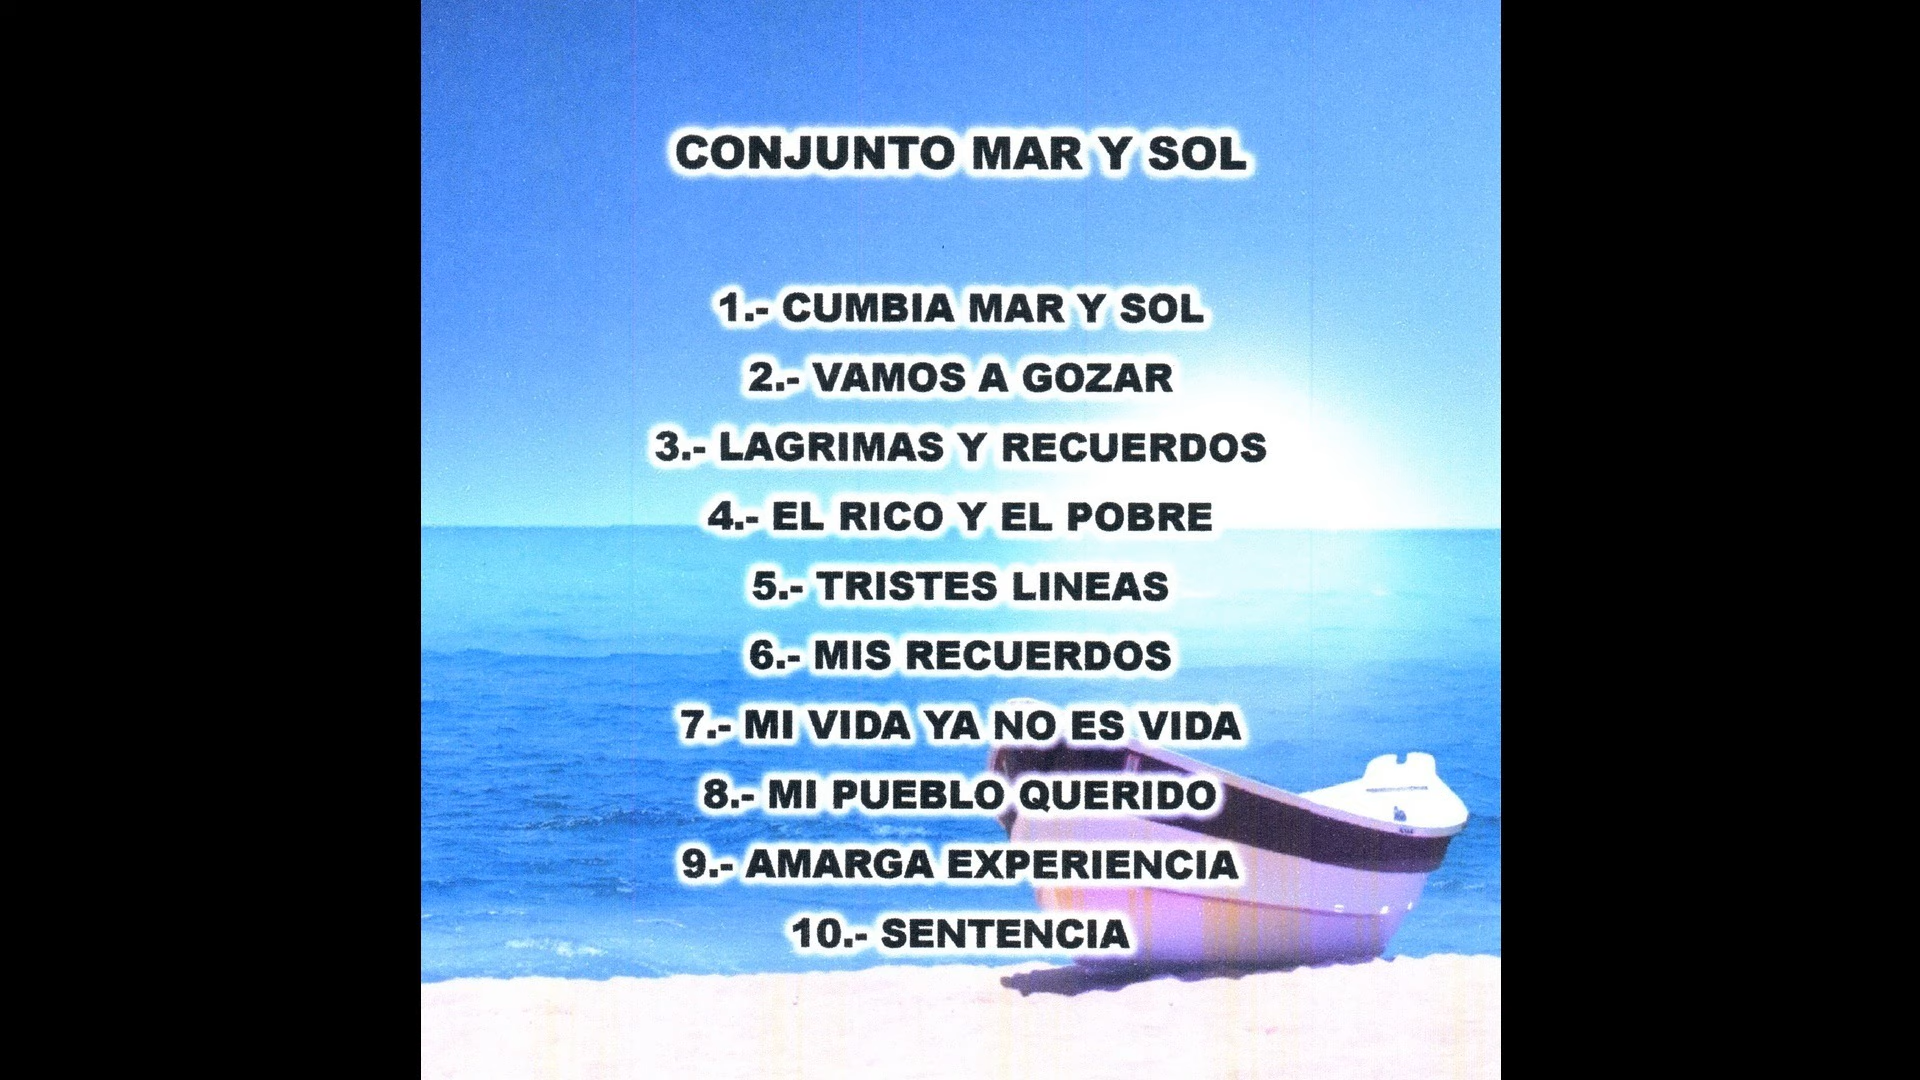 CONJUNTO MAR Y SOL
1.- CUMBIA MAR Y SOL
2.- VAMOS A GOZAR
3.- LAGRIMAS Y RECUERDOS
4.- EL RICO Y EL POBRE
5.- TRISTES LINEAS
6.- MIS RECUERDOS
7.- MI VIDA YA NO ES VIDA
8.- MI PUEBLO QUERIDO
9.- AMARGA EXPERIENCIA
10.- SENTENCIA